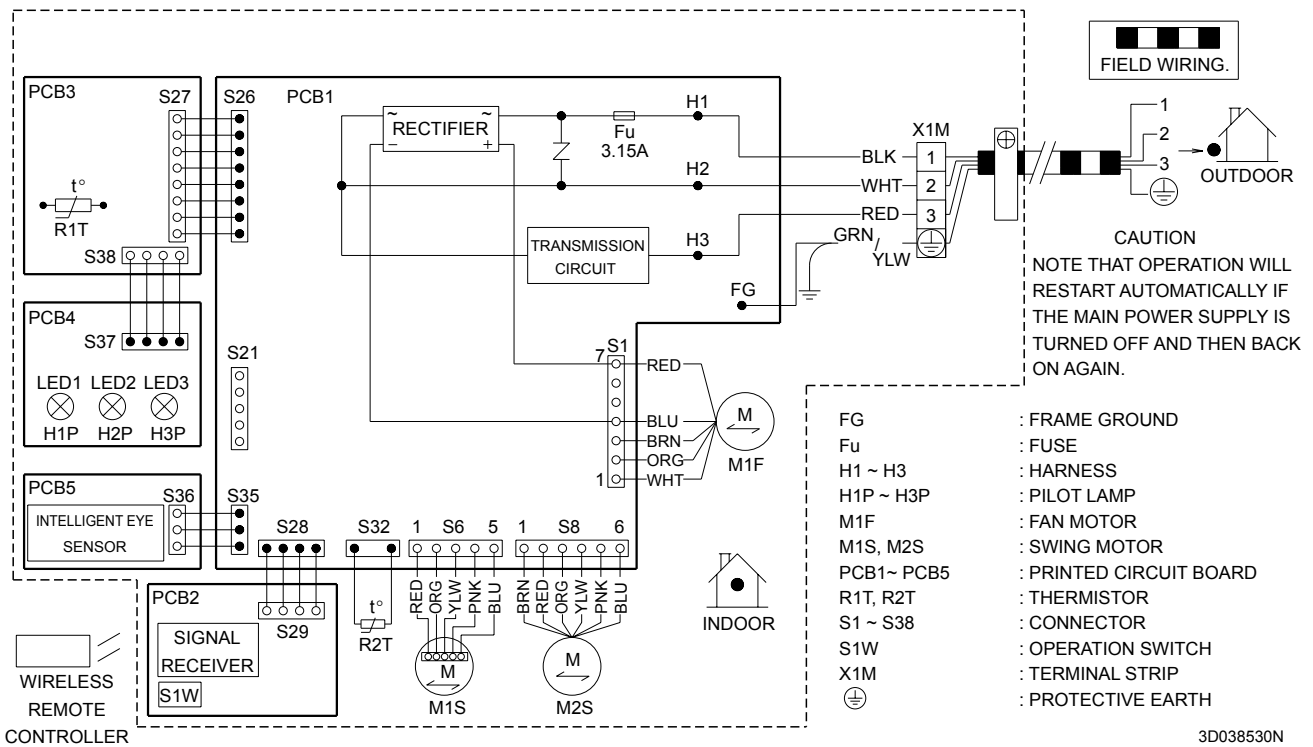 FIELD WIRING.
PCB3
S27
S26
PCB1
RECTIFIER
~
~
−
+
Fu
3.15A
H1
H2
H3
X1M
BLK
1
WHT
2
RED
3
GRN/YLW
1
2
3
OUTDOOR
t°
R1T
S38
TRANSMISSION
CIRCUIT
FG
CAUTION
NOTE THAT OPERATION WILL
RESTART AUTOMATICALLY IF
THE MAIN POWER SUPPLY IS
TURNED OFF AND THEN BACK
ON AGAIN.
PCB4
S37
LED1 LED2 LED3
H1P H2P H3P
S21
7
S1
RED
BLU
BRN
ORG
1
WHT
M
M1F
PCB5
S36
S35
INTELLIGENT EYE
SENSOR
S28
S32
1 S6 5
1 S8 6
RED
ORG
YLW
PNK
BLU
BRN
RED
ORG
YLW
PNK
BLU
PCB2
S29
SIGNAL
RECEIVER
S1W
t°
R2T
M
M1S
M
M2S
INDOOR
WIRELESS
REMOTE
CONTROLLER
FG : FRAME GROUND
Fu : FUSE
H1 ~ H3 : HARNESS
H1P ~ H3P : PILOT LAMP
M1F : FAN MOTOR
M1S, M2S : SWING MOTOR
PCB1~ PCB5 : PRINTED CIRCUIT BOARD
R1T, R2T : THERMISTOR
S1 ~ S38 : CONNECTOR
S1W : OPERATION SWITCH
X1M : TERMINAL STRIP
: PROTECTIVE EARTH
3D038530N